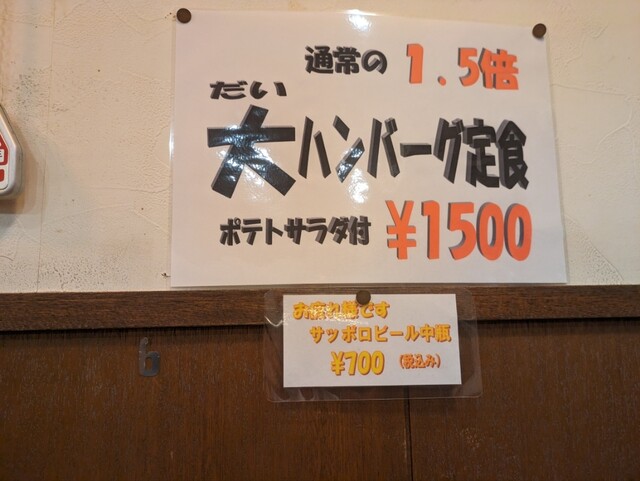 通常の 1.5倍
だい
大ハンバーグ定食
ポテトサラダ付 ¥1500
お疲れ様です
サッポロビール中瓶
¥700 (税込み)